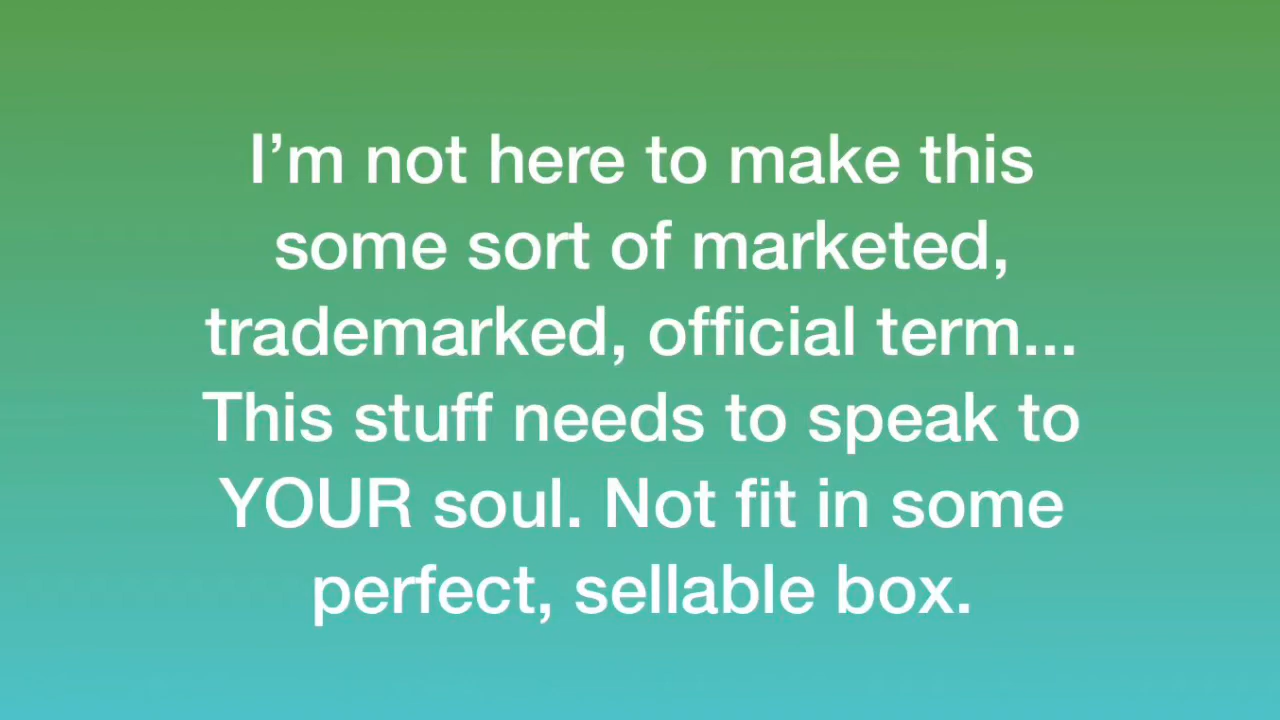 I’m not here to make this
some sort of marketed,
trademarked, official term...
This stuff needs to speak to
YOUR soul. Not fit in some
perfect, sellable box.